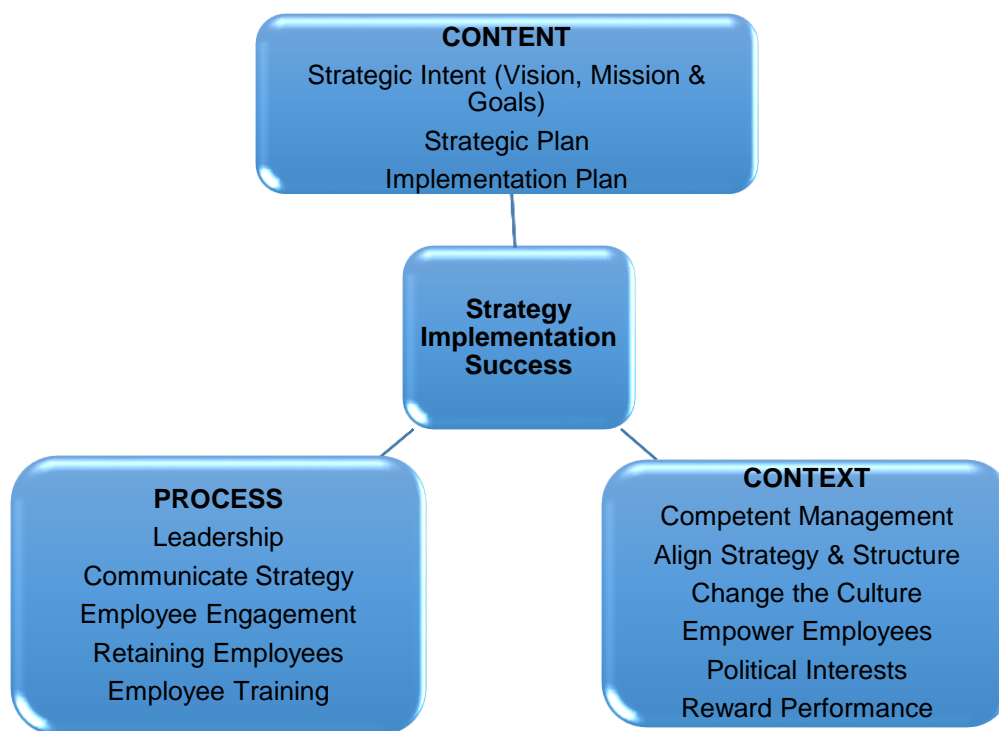 CONTENT
Strategic Intent (Vision, Mission &
Goals)
Strategic Plan
Implementation Plan
Strategy
Implementation
Success
PROCESS
Leadership
Communicate Strategy
Employee Engagement
Retaining Employees
Employee Training
CONTEXT
Competent Management
Align Strategy & Structure
Change the Culture
Empower Employees
Political Interests
Reward Performance